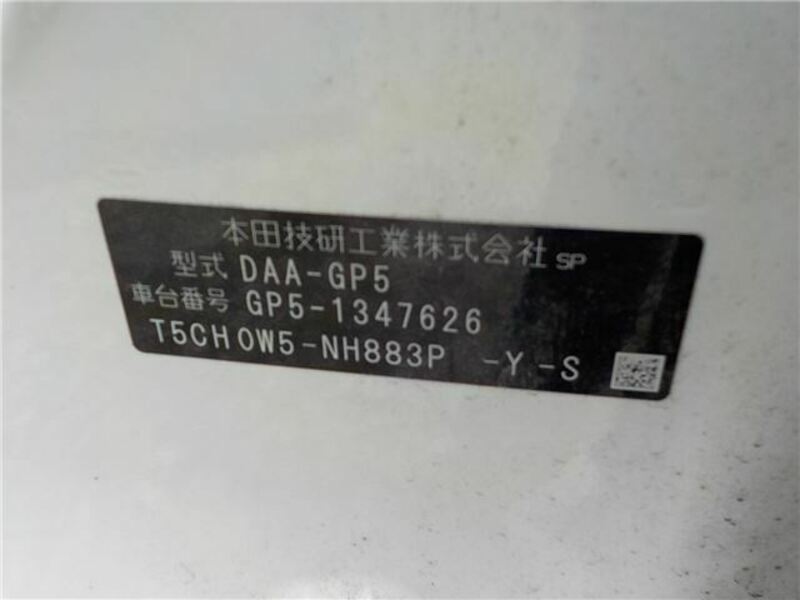 本田技研工業株式会社 SP
型式 DAA-GP5
車台番号 GP5-1347626
T5CH0W5-NH883P -Y -S